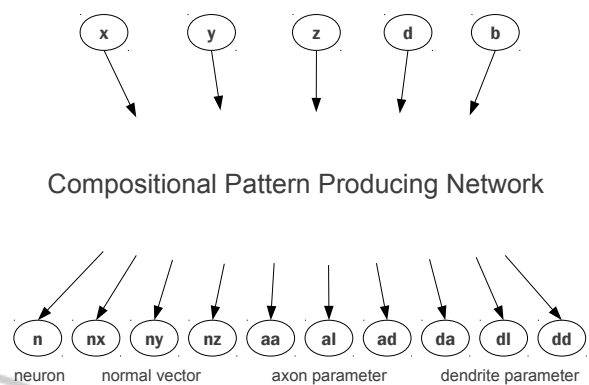 x y z d b
Compositional Pattern Producing Network
n nx ny nz aa al ad da dl dd
neuron normal vector axon parameter dendrite parameter